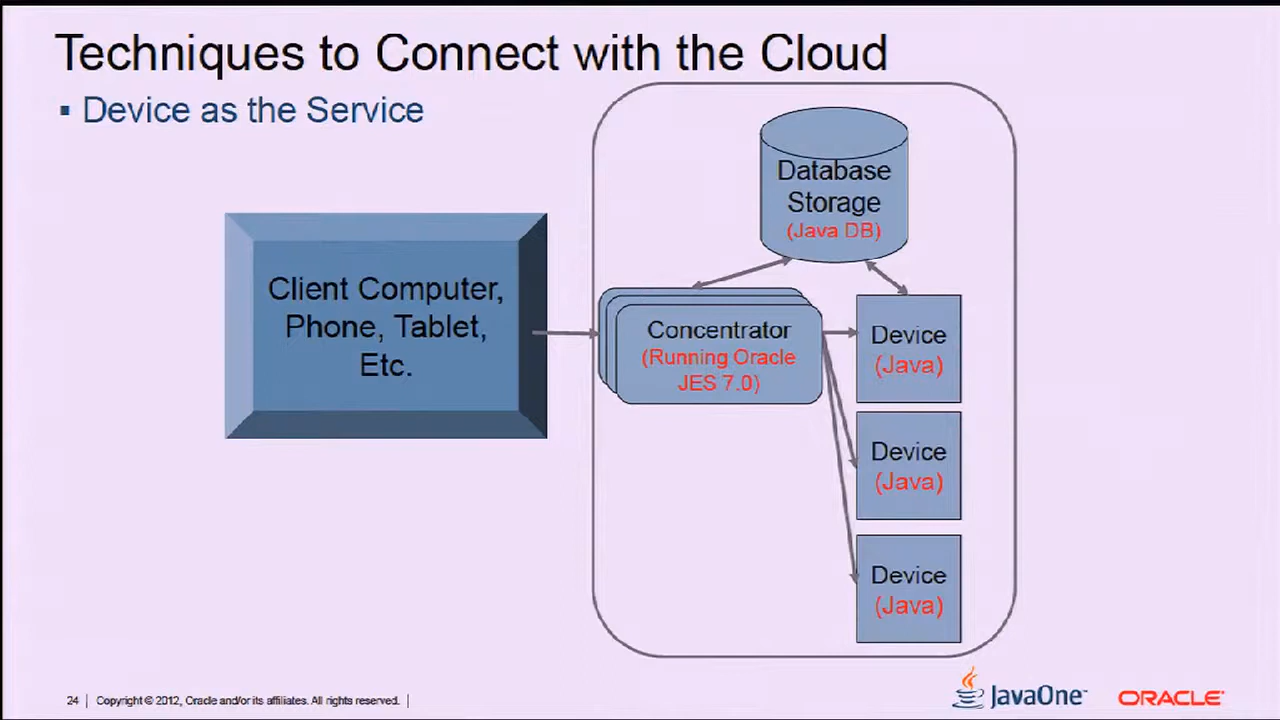 Techniques to Connect with the Cloud
▪ Device as the Service
Database
Storage
(Java DB)
Client Computer,
Phone, Tablet,
Etc.
Concentrator
(Running Oracle
JES 7.0)
Device
(Java)
Device
(Java)
Device
(Java)
24 | Copyright © 2012, Oracle and/or its affiliates. All rights reserved. |
JavaOne™
ORACLE®